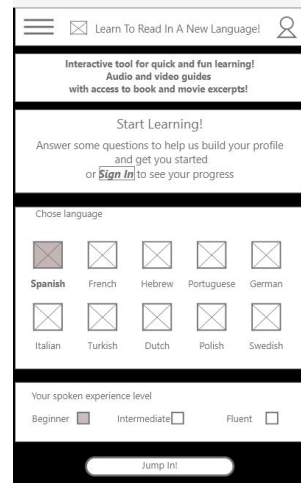 Learn To Read In A New Language!
Interactive tool for quick and fun learning!
Audio and video guides
with access to book and movie excerpts!
Start Learning!
Answer some questions to help us build your profile
and get you started
or Sign In to see your progress
Chose language
Spanish French Hebrew Portuguese German
Italian Turkish Dutch Polish Swedish
Your spoken experience level
Beginner Intermediate Fluent
Jump In!